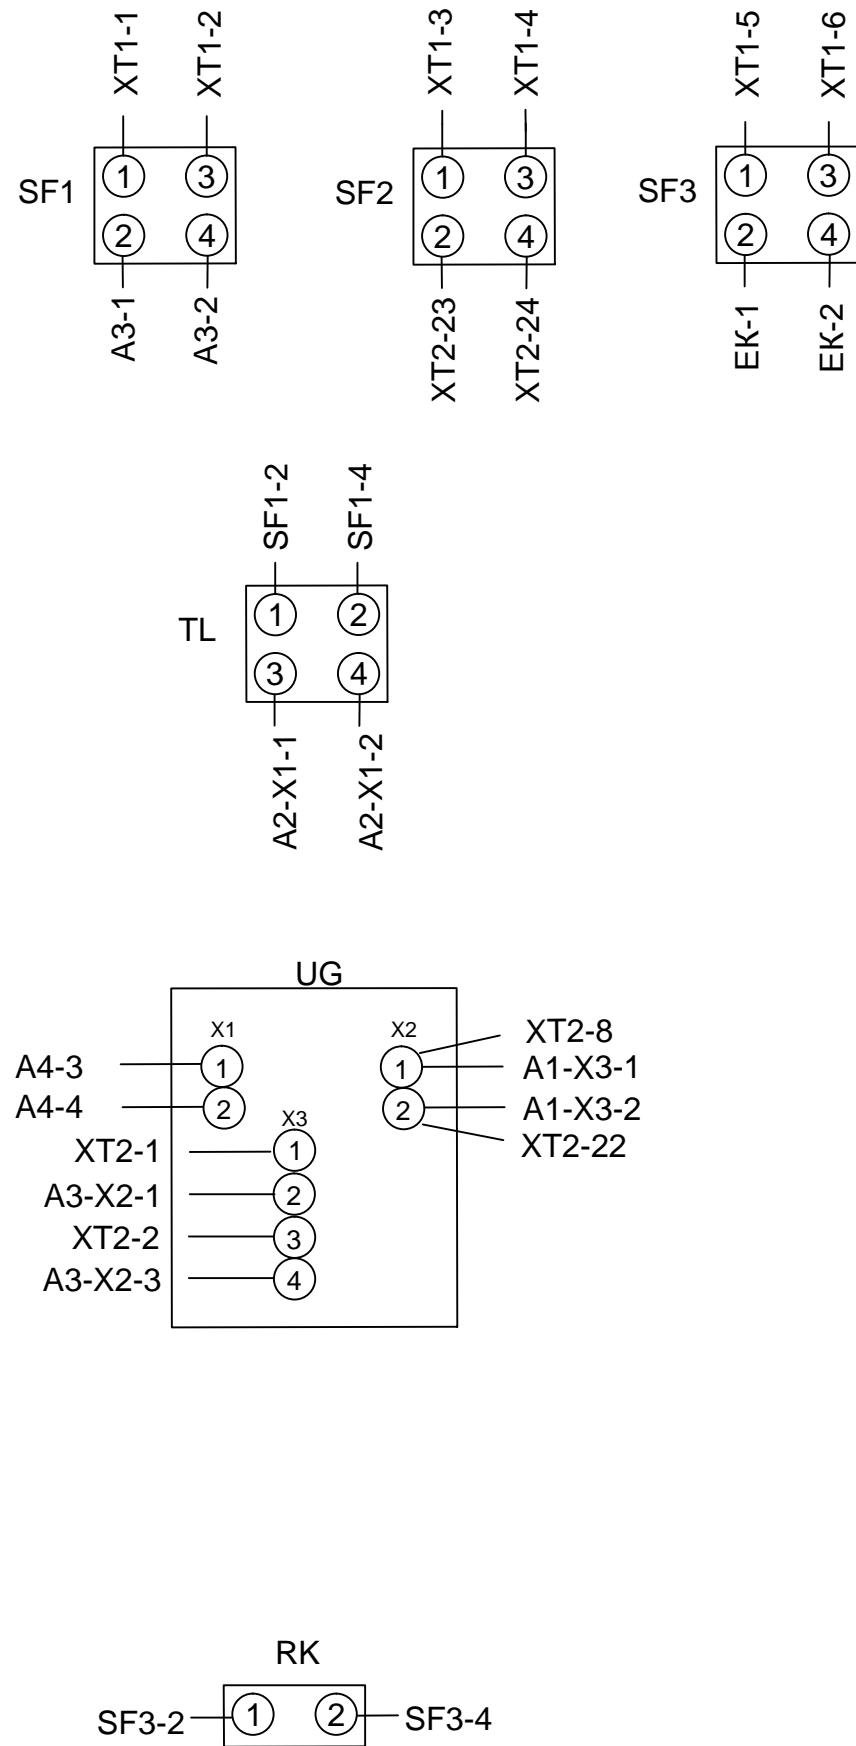 XT1-1
XT1-2
XT1-3
XT1-4
XT1-5
XT1-6
SF1
1
3
2
4
SF2
1
3
2
4
SF3
1
3
2
4
A3-1
A3-2
XT2-23
XT2-24
EK-1
EK-2
SF1-2
SF1-4
TL
1
2
3
4
A2-X1-1
A2-X1-2
UG
X1
X2
XT2-8
A4-3
1
1
A1-X3-1
A4-4
2
2
A1-X3-2
X3
XT2-1
1
XT2-22
A3-X2-1
2
XT2-2
3
A3-X2-3
4
RK
SF3-2
1
2
SF3-4